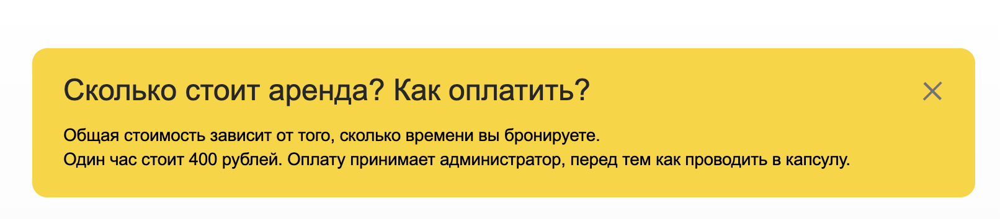 Сколько стоит аренда? Как оплатить?
Общая стоимость зависит от того, сколько времени вы бронируете.
Один час стоит 400 рублей. Оплату принимает администратор, перед тем как проводить в капсулу.